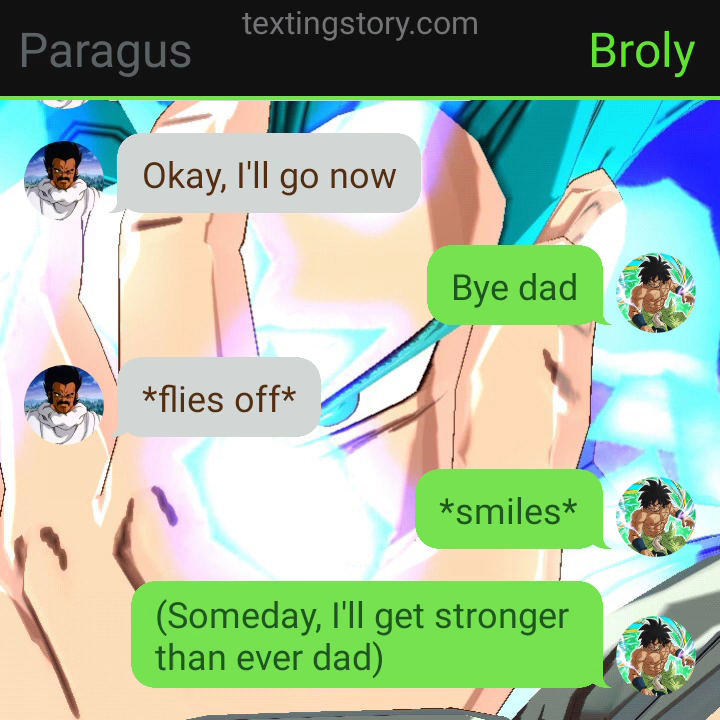 textingstory.com
Paragus
Broly
Okay, I'll go now
Bye dad
*flies off*
*smiles*
(Someday, I'll get stronger
than ever dad)